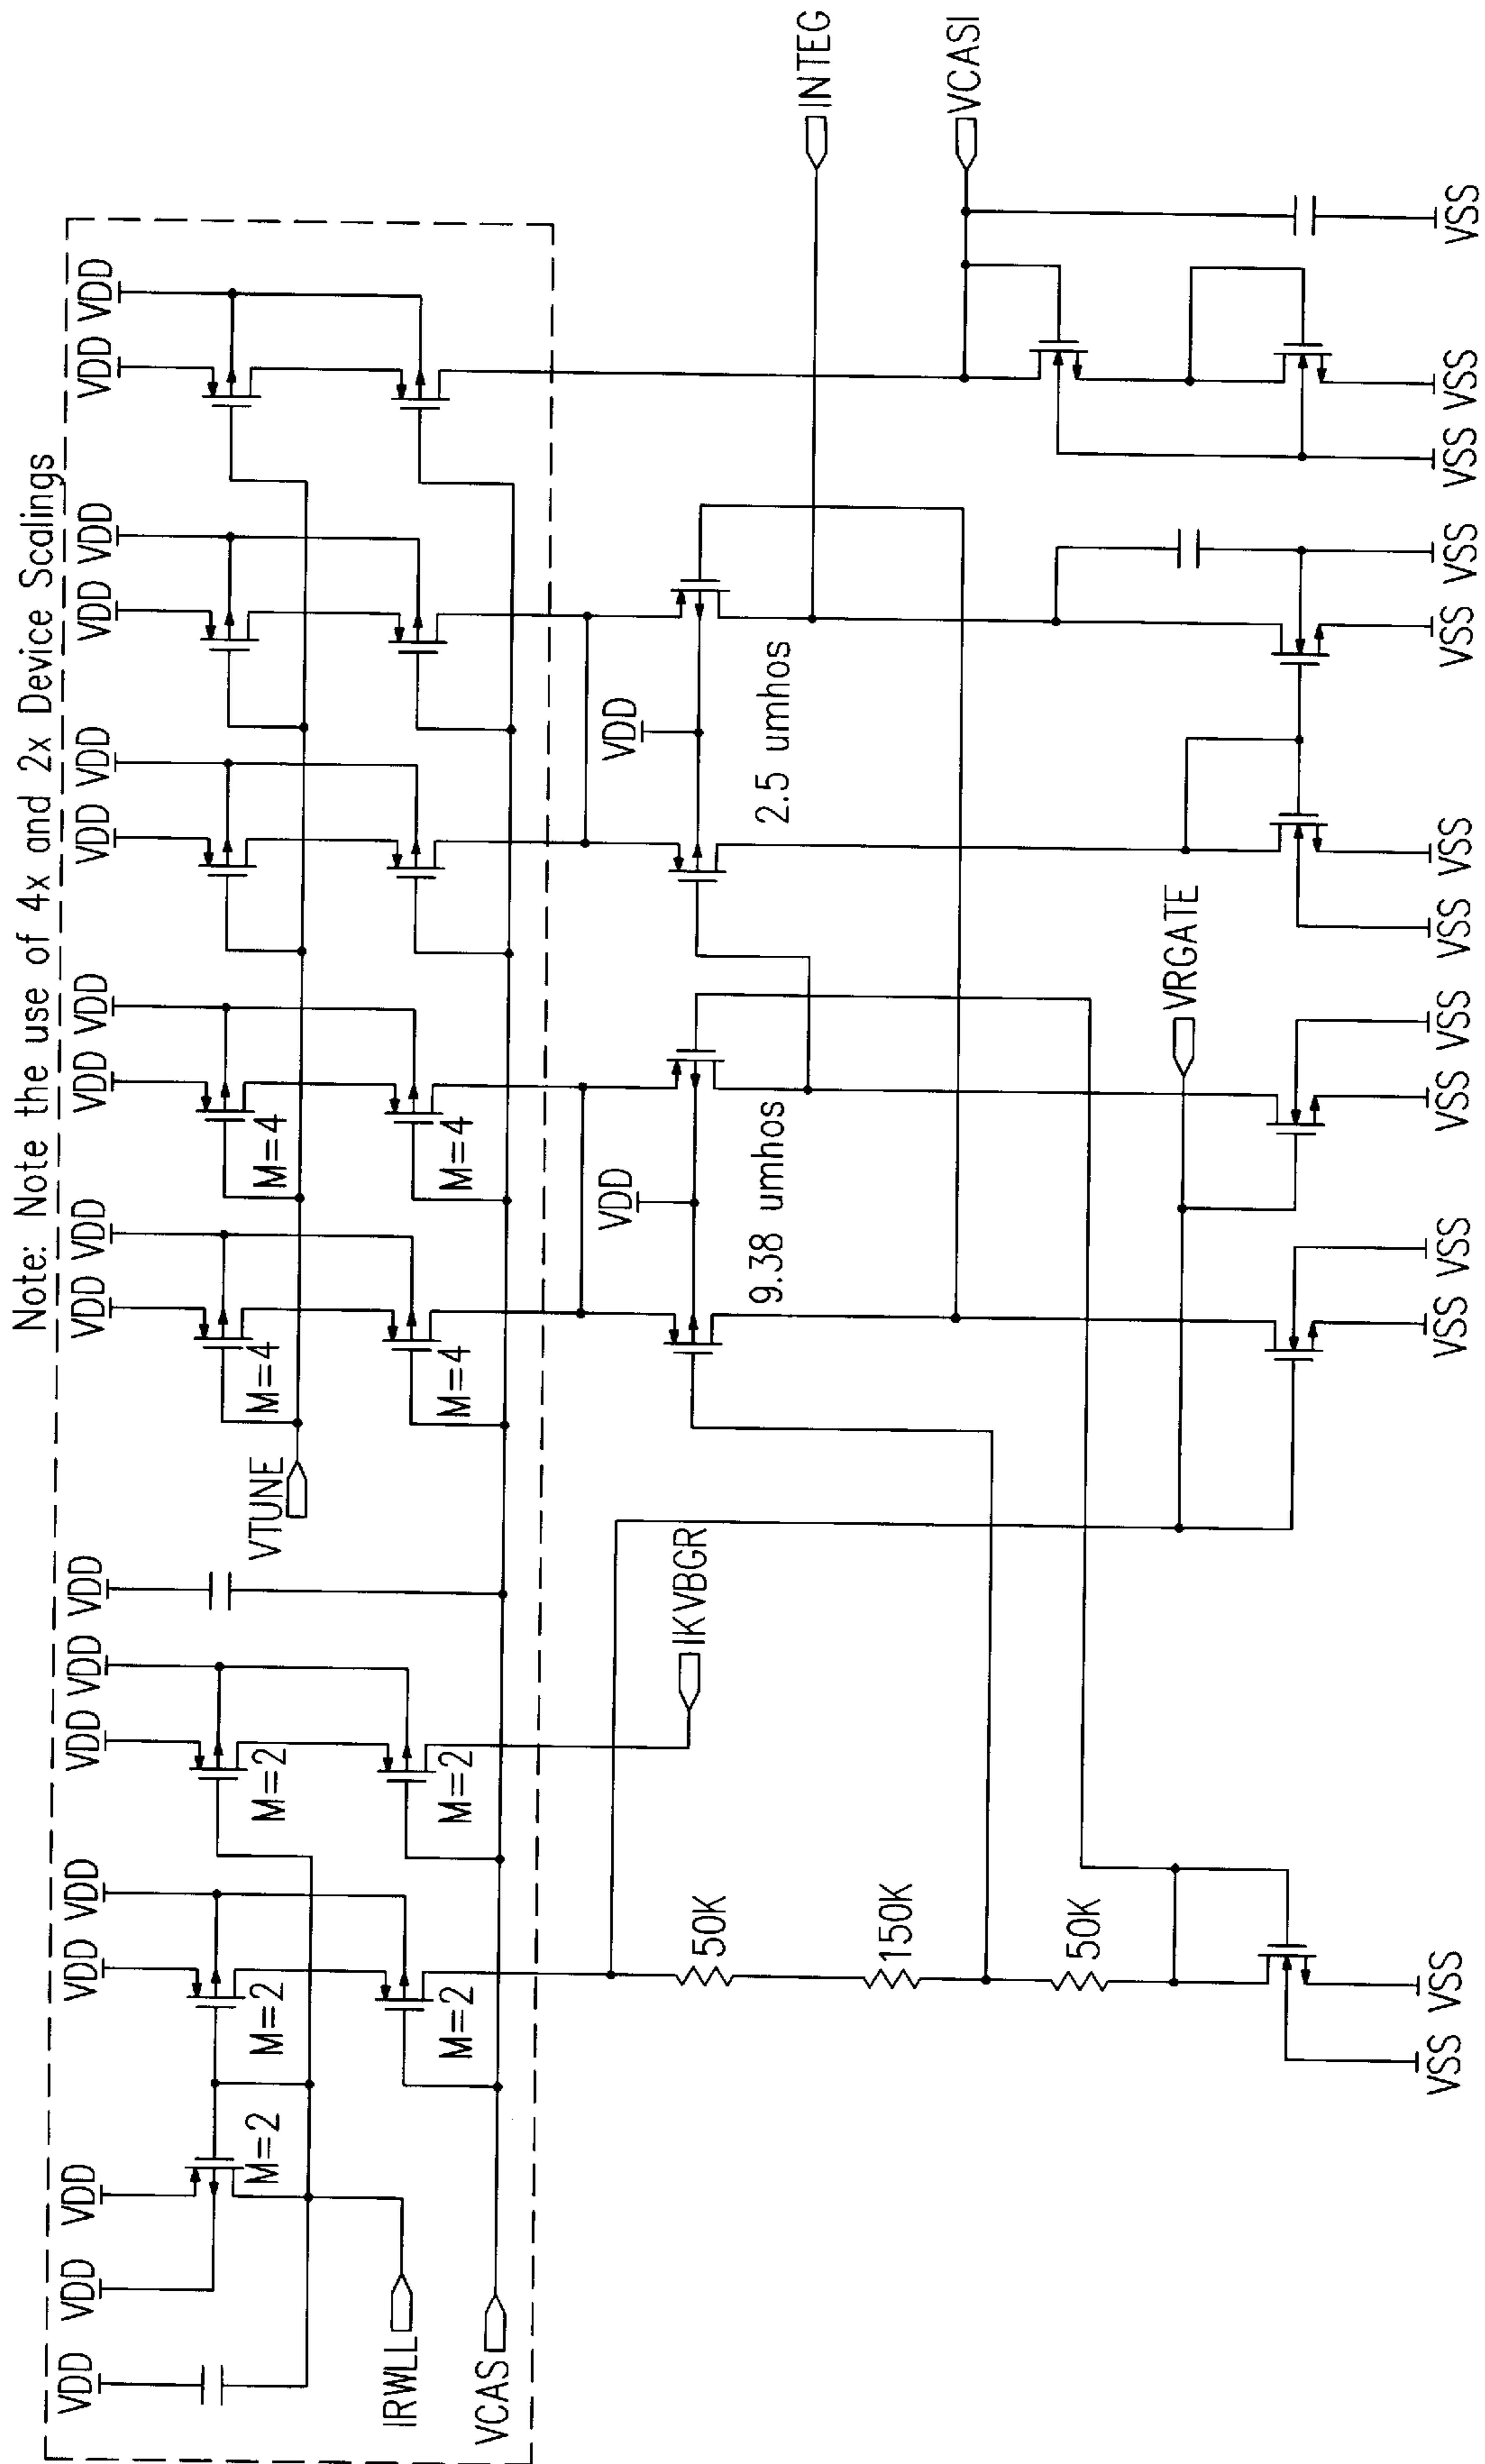 Note: Note the use of 4x and 2x Device Scalings
VDD VDD VDD VDD VDD VDD VDD VDD VDD VDD VDD VDD VDD VDD VDD VDD VDD VDD
M=2 M=2 M=2 VTUNE M=4 M=4
IRWLL
M=2 M=2 M=4 M=4
VCAS
VDD VDD
50K
IKVBGR
9.38 umhos
2.5 umhos
INTEG
150K
VCASI
50K
VRGATE
VSS VSS VSS VSS VSS VSS VSS VSS VSS VSS VSS VSS VSS